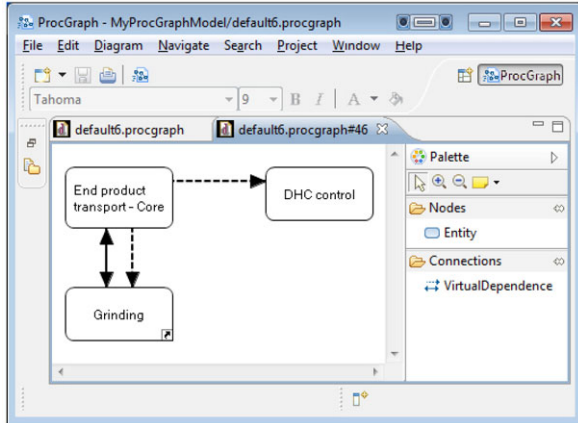 ProcGraph - MyProcGraphModel/default6.procgraph
File Edit Diagram Navigate Search Project Window Help
ProcGraph
Tahoma 9 B I A
default6.procgraph default6.procgraph#46
Palette
End product
transport - Core
DHC control
Nodes
Entity
Connections
VirtualDependence
Grinding